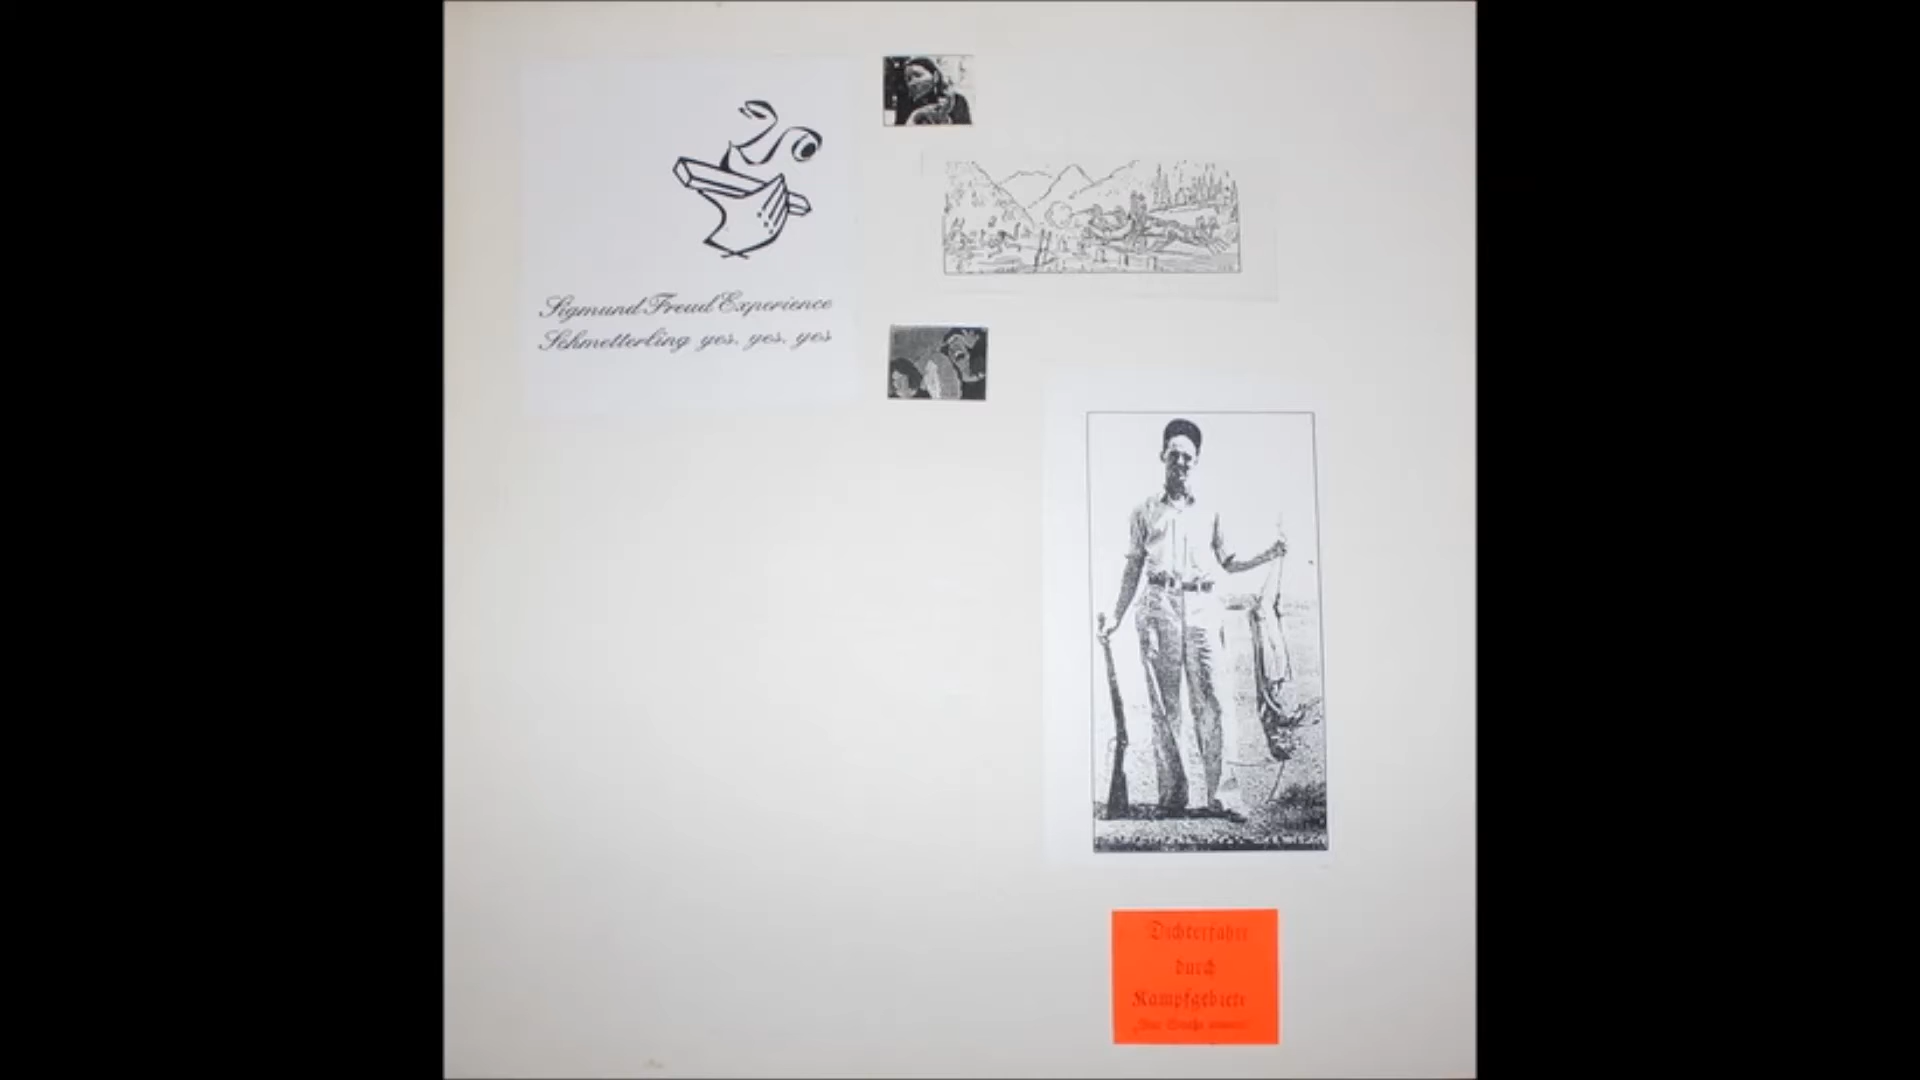 Sigmund Freud Experience
Schmetterling yes. yes. yes
Dichterfahrt
durch
Kampfgebiete